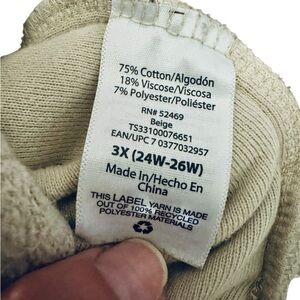 75% Cotton/Algodón
18% Viscose/Viscosa
7% Polyester/Poliéster
RN# 52469
Beige
TS33100076651
EAN/UPC 7 0377032957
3X (24W-26W)
Made In/Hecho En
China
THIS LABEL YARN IS MADE
OUT OF 100% RECYCLED
POLYESTER MATERIALS